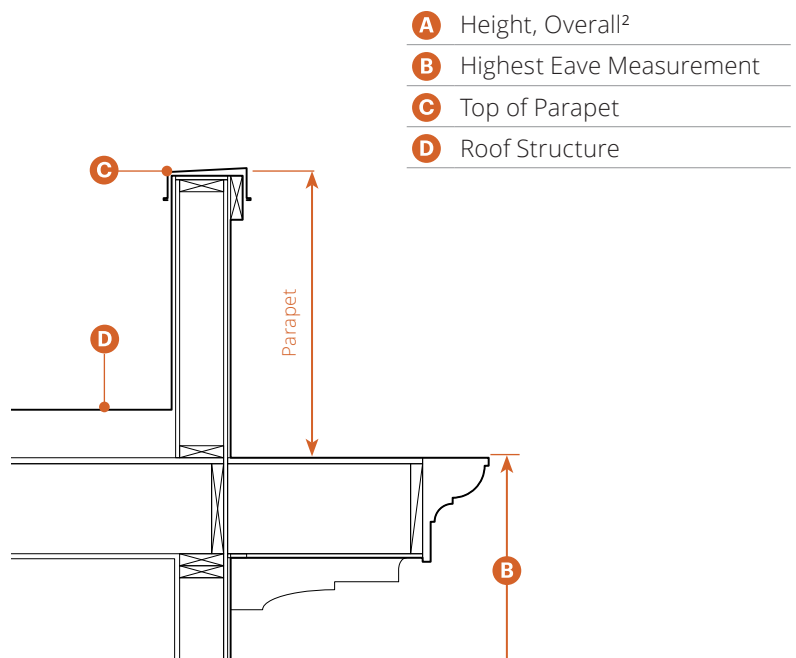 A Height, Overall²
B Highest Eave Measurement
C Top of Parapet
D Roof Structure
C
D
Parapet
B